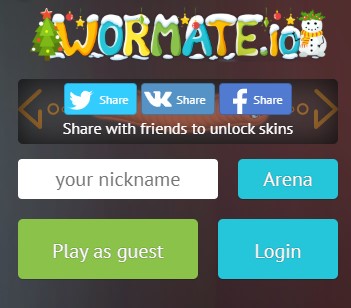 WORMATE.io
Share Share Share
Share with friends to unlock skins
your nickname Arena
Play as guest Login